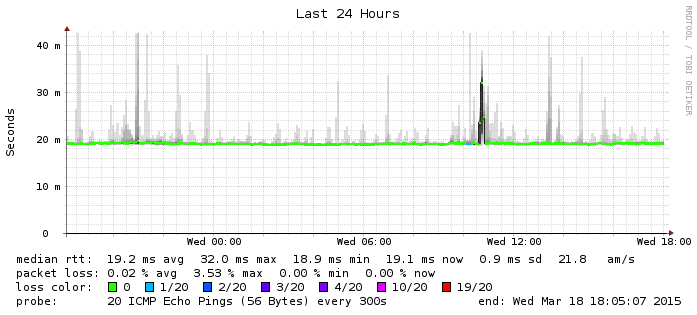 Last 24 Hours
RRDTOOL / TOBI OETIKER
Seconds
40 m
30 m
20 m
10 m
0
Wed 00:00 Wed 06:00 Wed 12:00 Wed 18:00
median rtt: 19.2 ms avg 32.0 ms max 18.9 ms min 19.1 ms now 0.9 ms sd 21.8 am/s
packet loss: 0.02 % avg 3.53 % max 0.00 % min 0.00 % now
loss color: 0 1/20 2/20 3/20 4/20 10/20 19/20
probe: 20 ICMP Echo Pings (56 Bytes) every 300s end: Wed Mar 18 18:05:07 2015